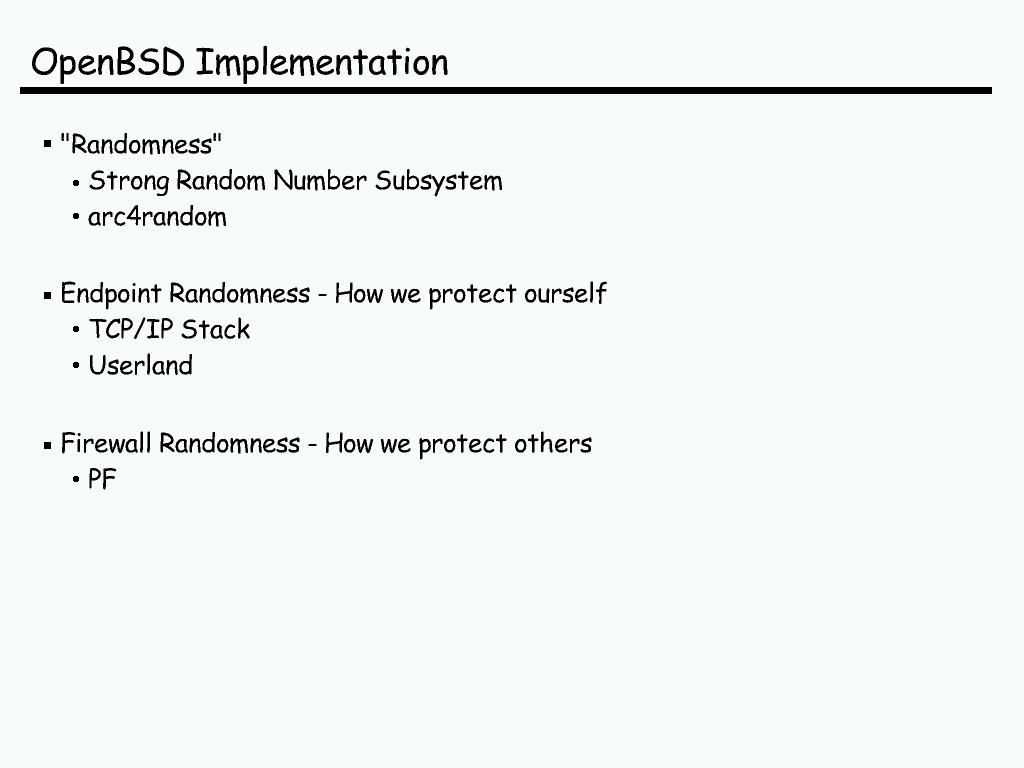 OpenBSD Implementation
"Randomness"
Strong Random Number Subsystem
arc4random
Endpoint Randomness - How we protect ourself
TCP/IP Stack
Userland
Firewall Randomness - How we protect others
PF